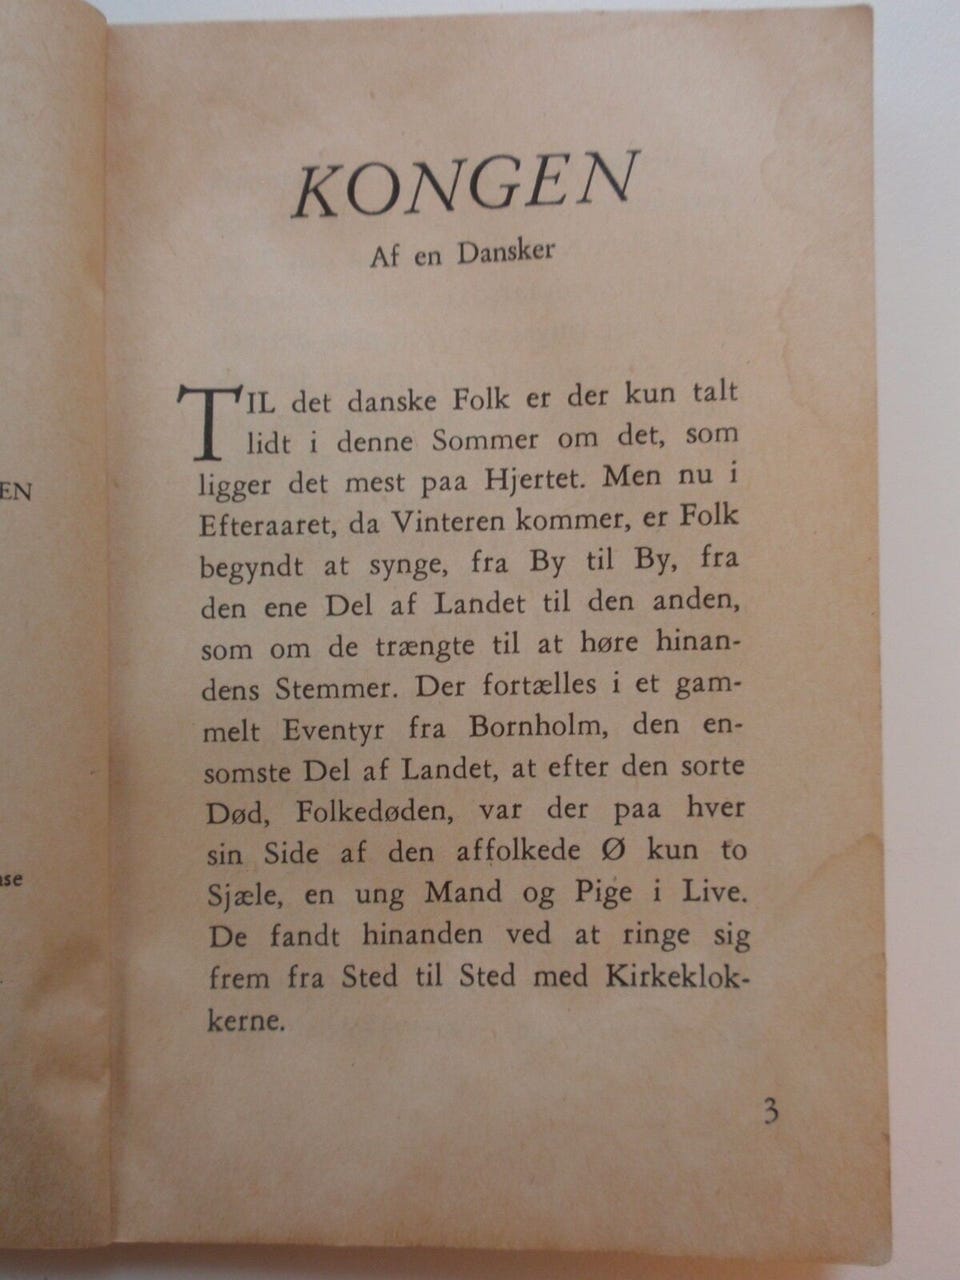 KONGEN
Af en Dansker
TIL det danske Folk er der kun talt
lidt i denne Sommer om det, som
ligger det mest paa Hjertet. Men nu i
Efteraaret, da Vinteren kommer, er Folk
begyndt at synge, fra By til By, fra
den ene Del af Landet til den anden,
som om de trængte til at høre hinan-
dens Stemmer. Der fortælles i et gam-
melt Eventyr fra Bornholm, den en-
somste Del af Landet, at efter den sorte
Død, Folkedøden, var der paa hver
sin Side af den affolkede Ø kun to
Sjæle, en ung Mand og Pige i Live.
De fandt hinanden ved at ringe sig
frem fra Sted til Sted med Kirkeklok-
kerne.
3